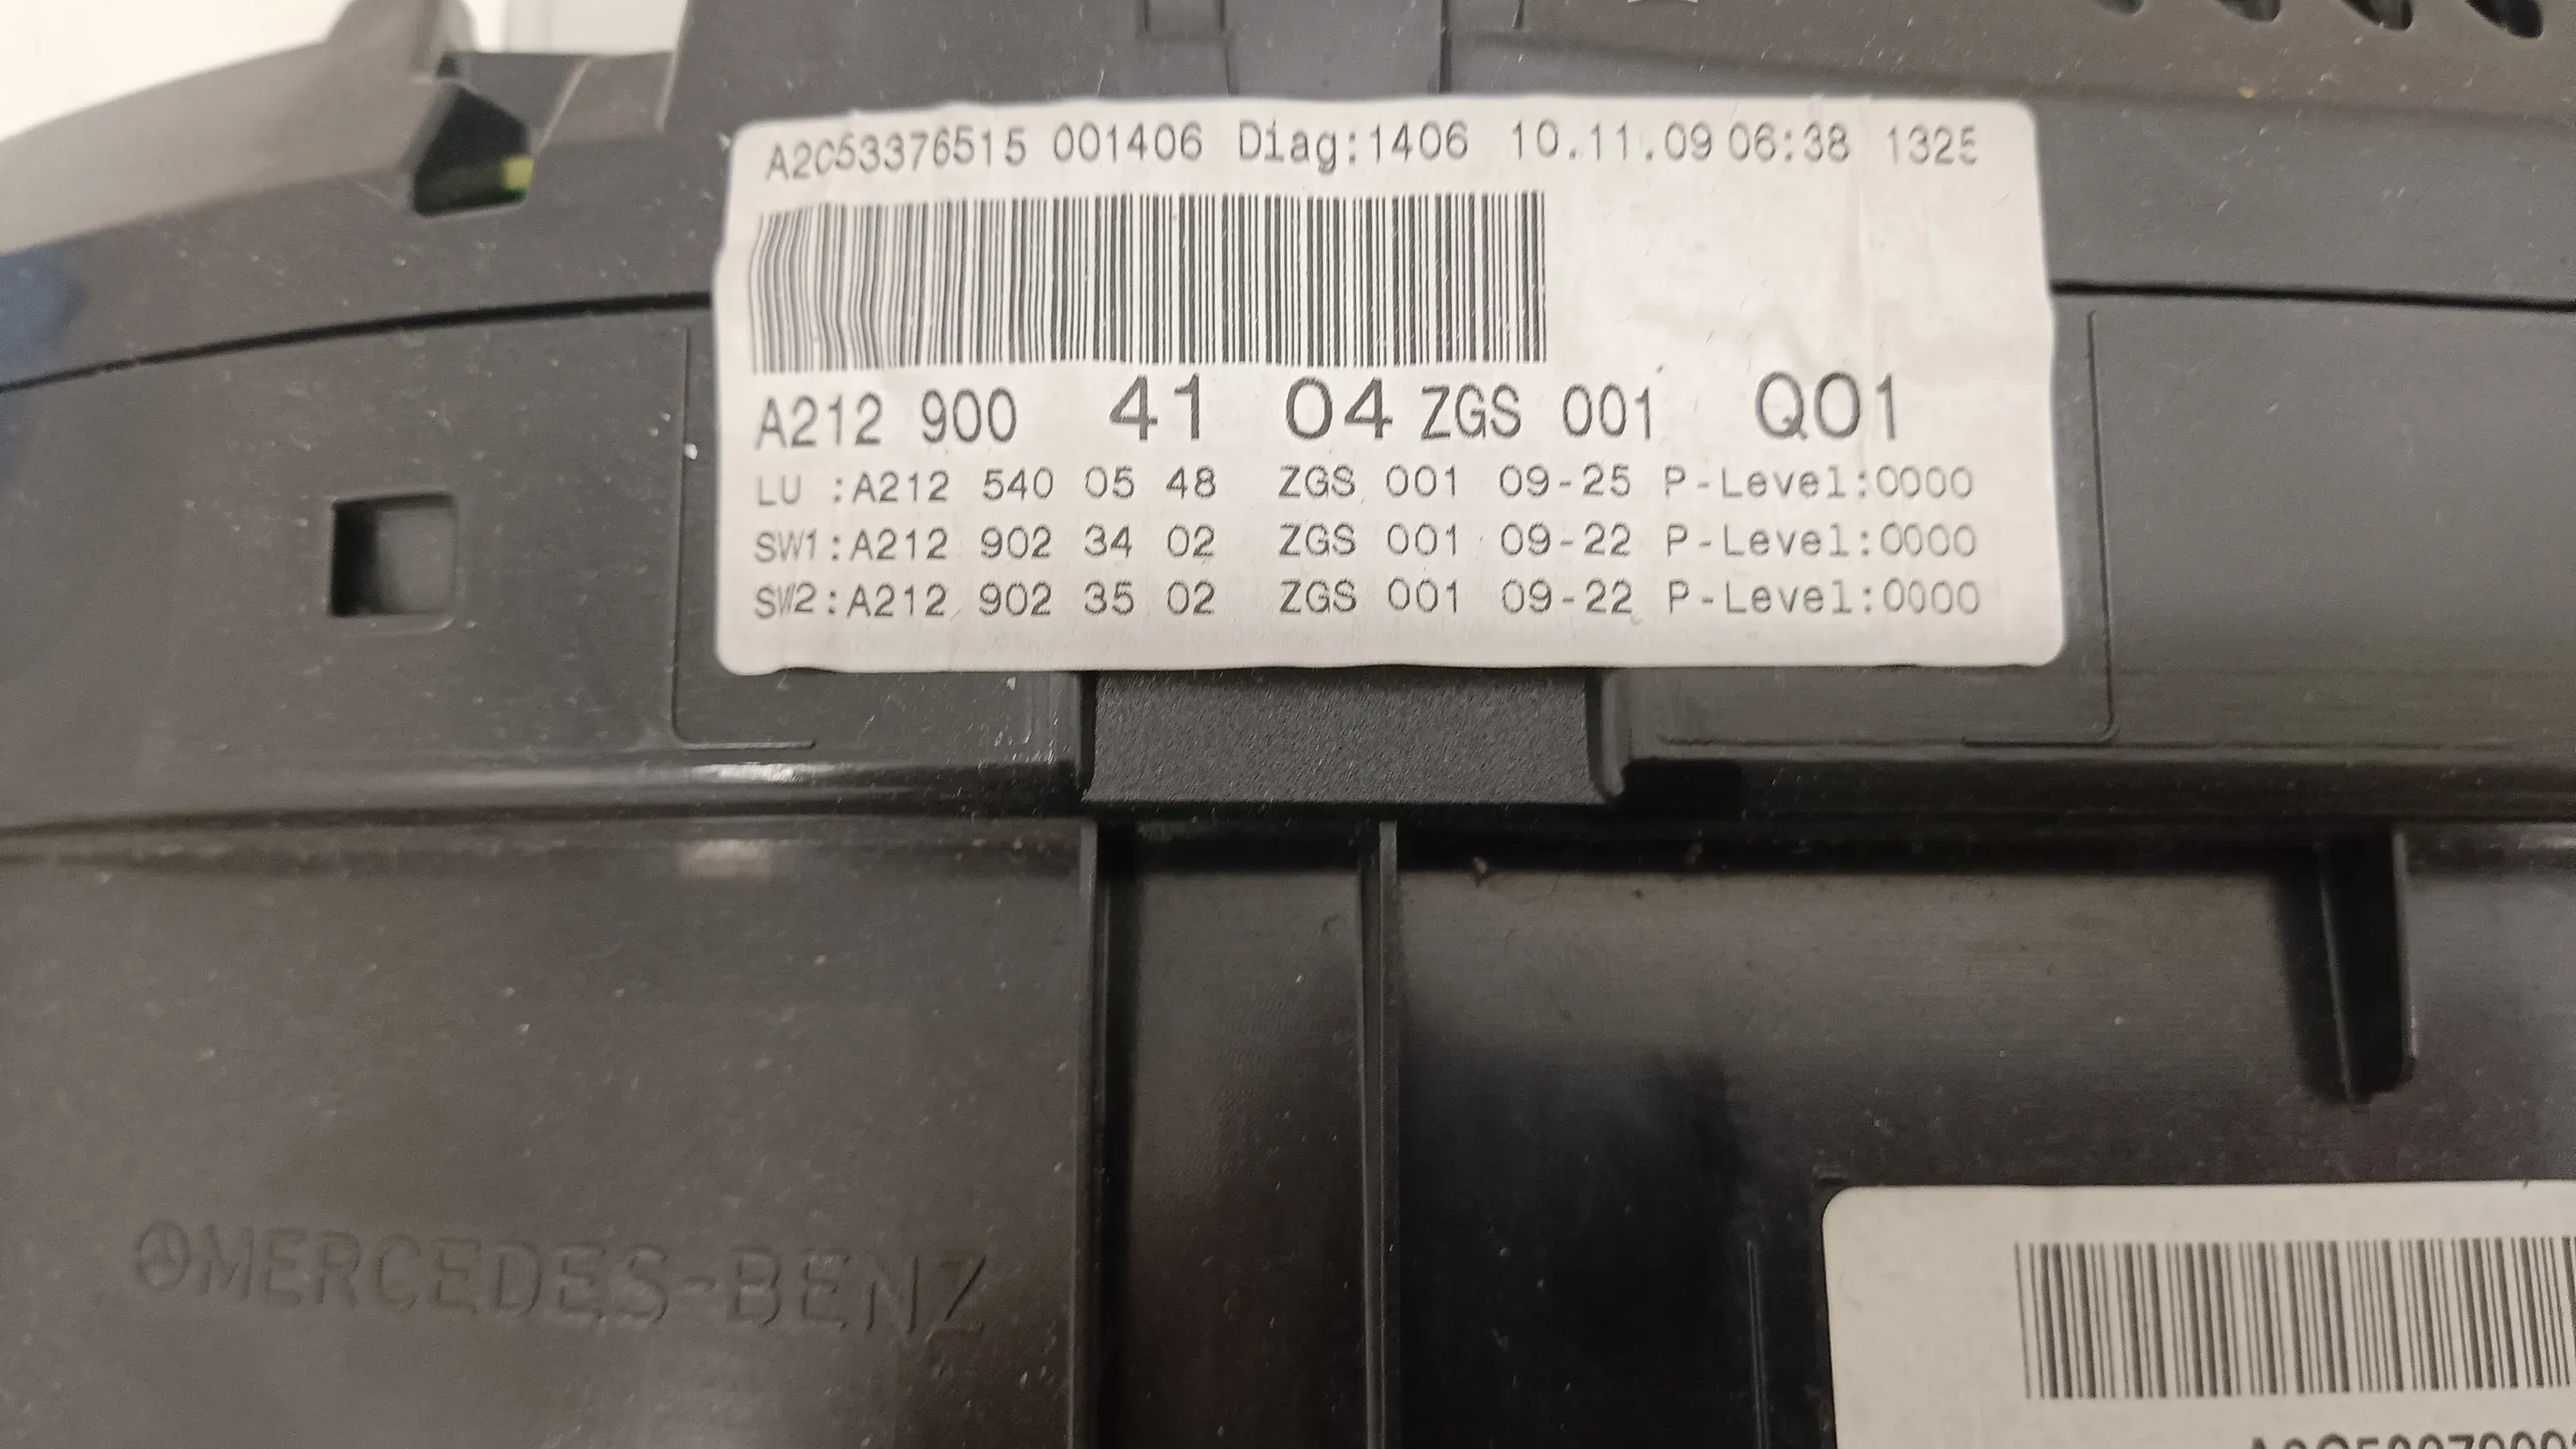 A2C53376515 001406 Diag:1406 10.11.09 06:38 1325
A212 900 41 04 ZGS 001 Q01
LU :A212 540 05 48 ZGS 001 09-25 P-Level:0000
SW1:A212 902 34 02 ZGS 001 09-22 P-Level:0000
SW2:A212 902 35 02 ZGS 001 09-22 P-Level:0000
MERCEDES-BENZ